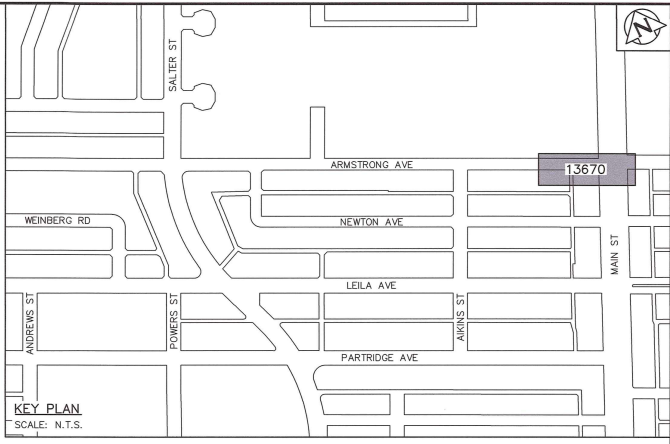 N
SALTER ST
ARMSTRONG AVE
13670
WEINBERG RD
NEWTON AVE
MAIN ST
LEILA AVE
ANDREWS ST
POWERS ST
AIKINS ST
PARTRIDGE AVE
KEY PLAN
SCALE: N.T.S.